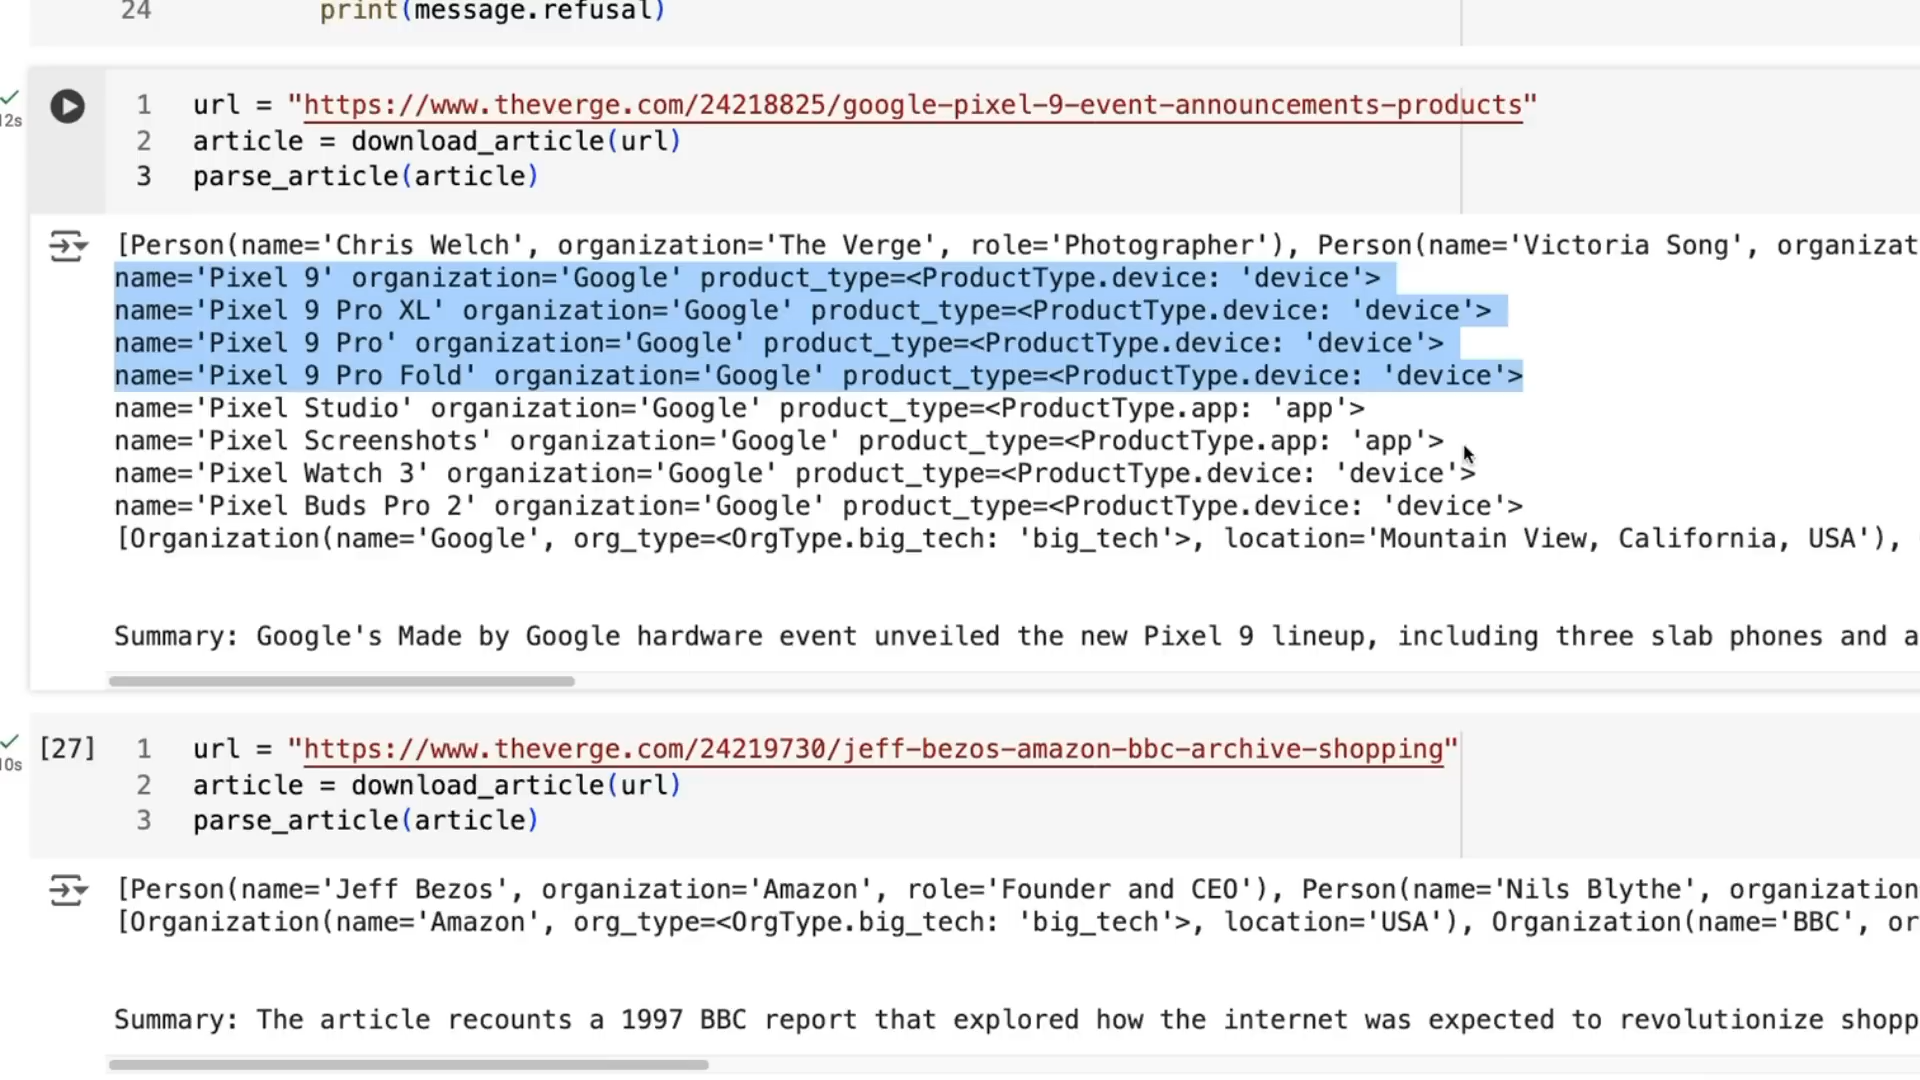 24 print(message.refusal)
12s
1 url = "https://www.theverge.com/24218825/google-pixel-9-event-announcements-products"
2 article = download_article(url)
3 parse_article(article)
[Person(name='Chris Welch', organization='The Verge', role='Photographer'), Person(name='Victoria Song', organizat
name='Pixel 9' organization='Google' product_type=<ProductType.device: 'device'>
name='Pixel 9 Pro XL' organization='Google' product_type=<ProductType.device: 'device'>
name='Pixel 9 Pro' organization='Google' product_type=<ProductType.device: 'device'>
name='Pixel 9 Pro Fold' organization='Google' product_type=<ProductType.device: 'device'>
name='Pixel Studio' organization='Google' product_type=<ProductType.app: 'app'>
name='Pixel Screenshots' organization='Google' product_type=<ProductType.app: 'app'>
name='Pixel Watch 3' organization='Google' product_type=<ProductType.device: 'device'>
name='Pixel Buds Pro 2' organization='Google' product_type=<ProductType.device: 'device'>
[Organization(name='Google', org_type=<OrgType.big_tech: 'big_tech'>, location='Mountain View, California, USA'),
Summary: Google's Made by Google hardware event unveiled the new Pixel 9 lineup, including three slab phones and a
[27] 1 url = "https://www.theverge.com/24219730/jeff-bezos-amazon-bbc-archive-shopping"
10s
2 article = download_article(url)
3 parse_article(article)
[Person(name='Jeff Bezos', organization='Amazon', role='Founder and CEO'), Person(name='Nils Blythe', organization
[Organization(name='Amazon', org_type=<OrgType.big_tech: 'big_tech'>, location='USA'), Organization(name='BBC', or
Summary: The article recounts a 1997 BBC report that explored how the internet was expected to revolutionize shopp